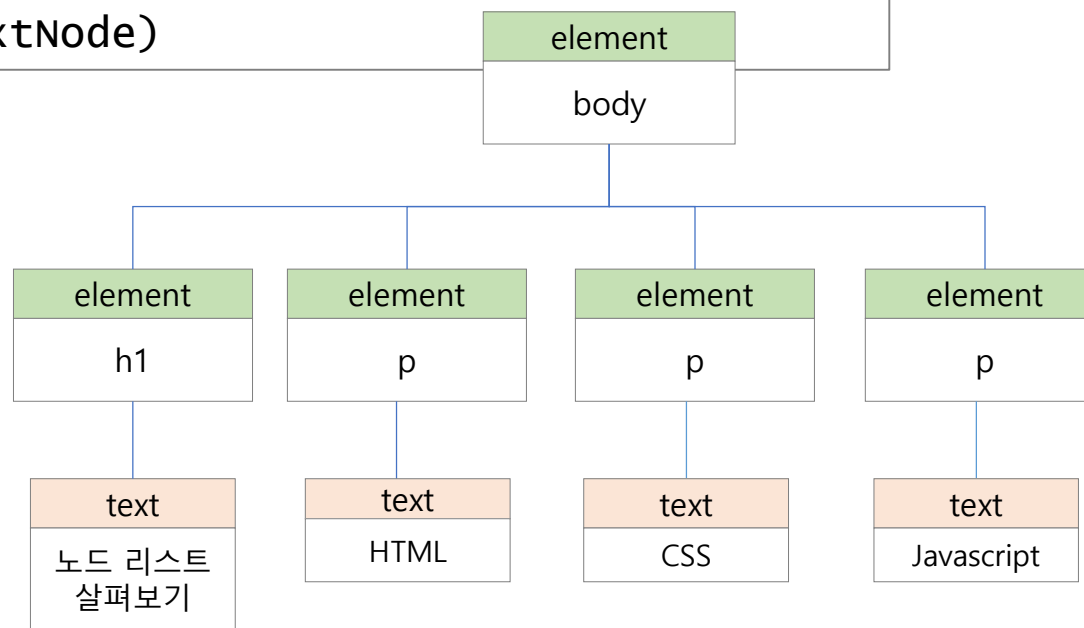 xtNode)
element
body
element
element
element
element
h1
p
p
p
text
text
text
text
노드 리스트
살펴보기
HTML
CSS
Javascript